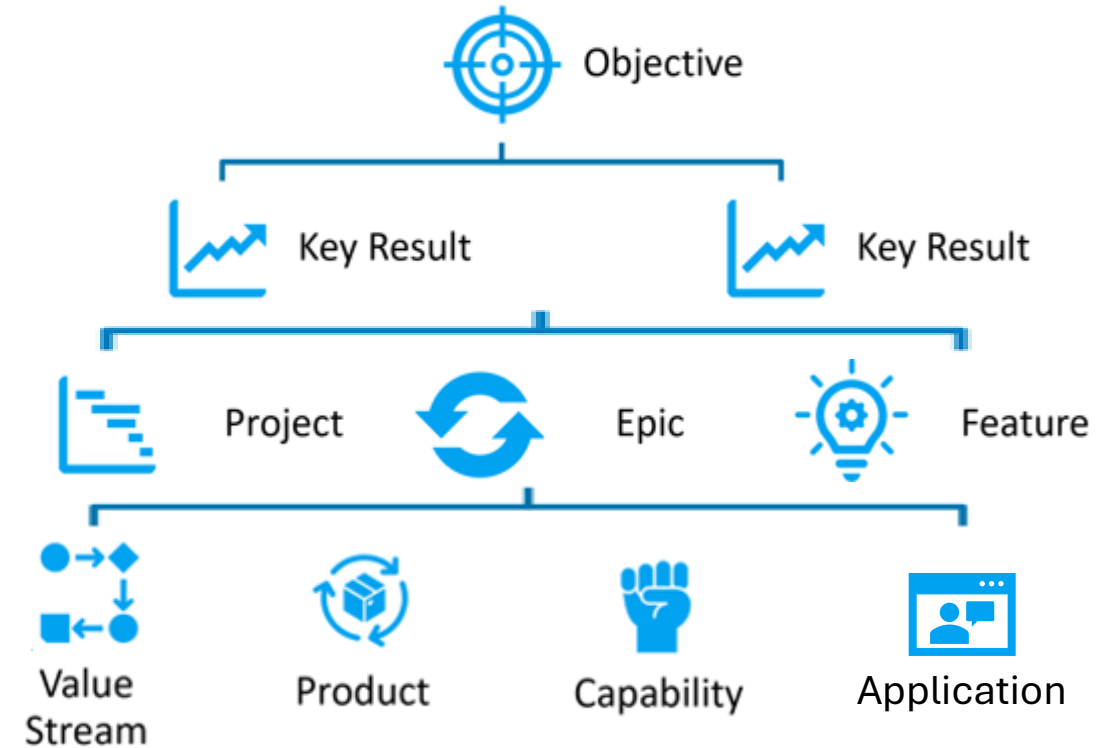 Objective
Key Result
Key Result
Project
Epic
Feature
Value
Stream
Product
Capability
Application